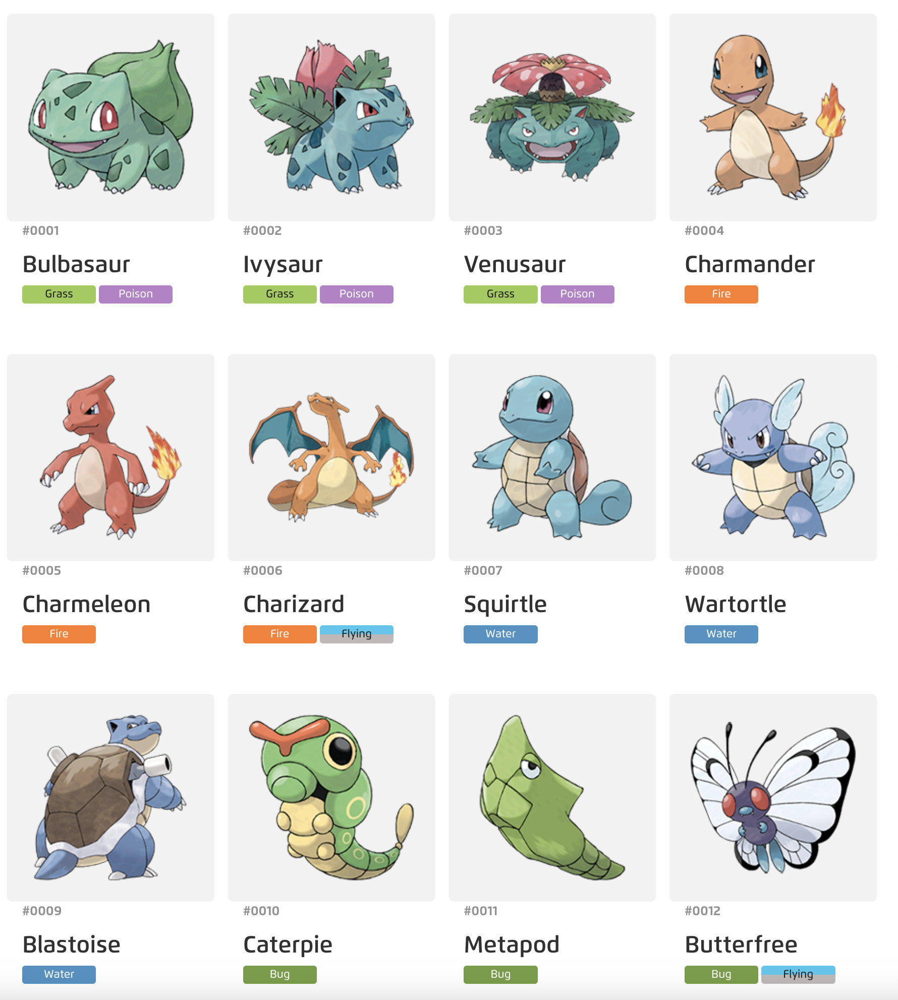 #0001 #0002 #0003 #0004
Bulbasaur Ivysaur Venusaur Charmander
Grass Poison Grass Poison Grass Poison Fire
#0005 #0006 #0007 #0008
Charmeleon Charizard Squirtle Wartortle
Fire Fire Flying Water Water
#0009 #0010 #0011 #0012
Blastoise Caterpie Metapod Butterfree
Water Bug Bug Bug Flying